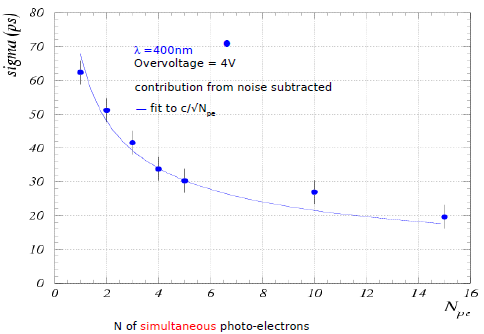 80
70
60
50
40
30
20
10
0
sigma (ps)
λ =400nm
Overvoltage = 4V
contribution from noise subtracted
— fit to c/√Npe
0 2 4 6 8 10 12 14 16
Npe
N of simultaneous photo-electrons